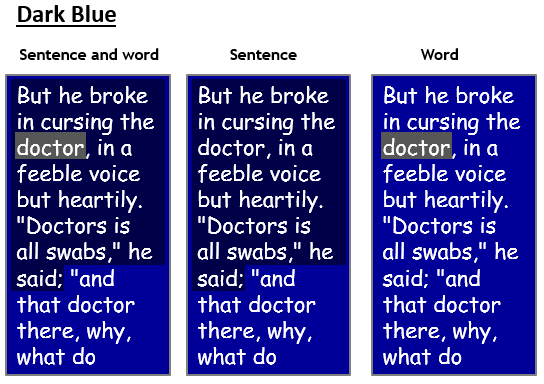 Dark Blue
Sentence and word
Sentence
Word
But he broke
in cursing the
doctor, in a
feeble voice
but heartily.
"Doctors is
all swabs," he
said; "and
that doctor
there, why,
what do
But he broke
in cursing the
doctor, in a
feeble voice
but heartily.
"Doctors is
all swabs," he
said; "and
that doctor
there, why,
what do
But he broke
in cursing the
doctor, in a
feeble voice
but heartily.
"Doctors is
all swabs," he
said; "and
that doctor
there, why,
what do